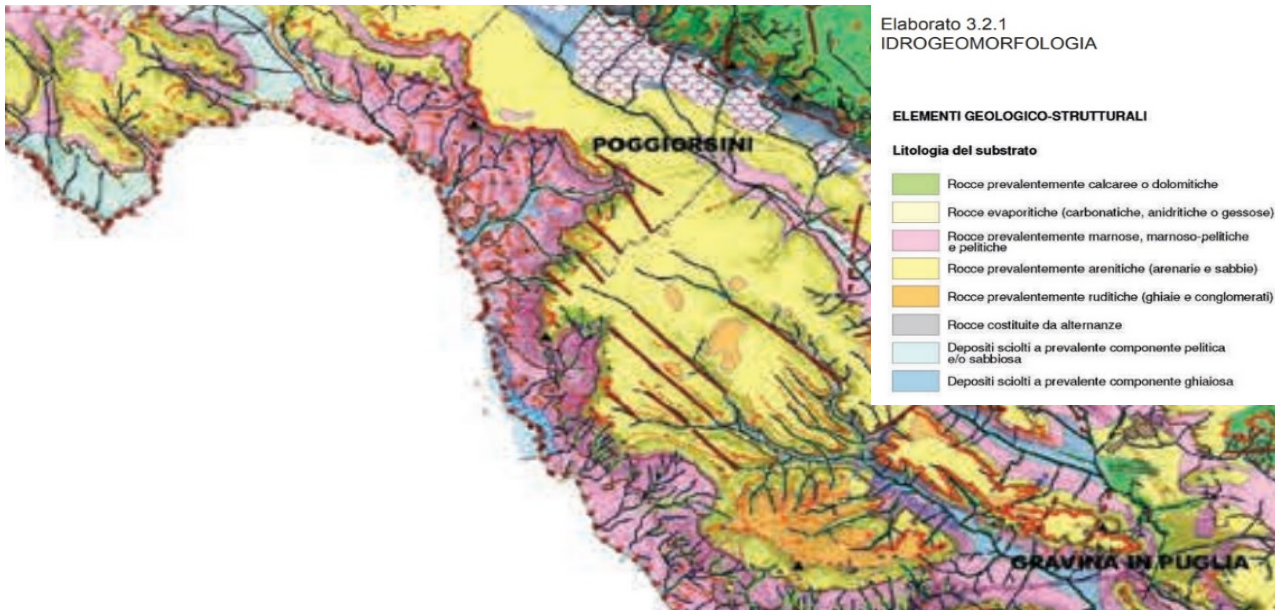 Elaborato 3.2.1
IDROGEOMORFOLOGIA
ELEMENTI GEOLOGICO-STRUTTURALI
Litologia del substrato
Rocce prevalentemente calcaree o dolomitiche
Rocce evaporitiche (carbonatiche, anidritiche o gessose)
Rocce prevalentemente marnose, marnoso-pelitiche
e pelitiche
Rocce prevalentemente arenitiche (arenarie e sabbie)
Rocce prevalentemente ruditiche (ghiaie e conglomerati)
Rocce costituite da alternanze
Depositi sciolti a prevalente componente pelitica
e/o sabbiosa
Depositi sciolti a prevalente componente ghiaiosa
POGGIORSINI
GRAVINA IN PUGLIA